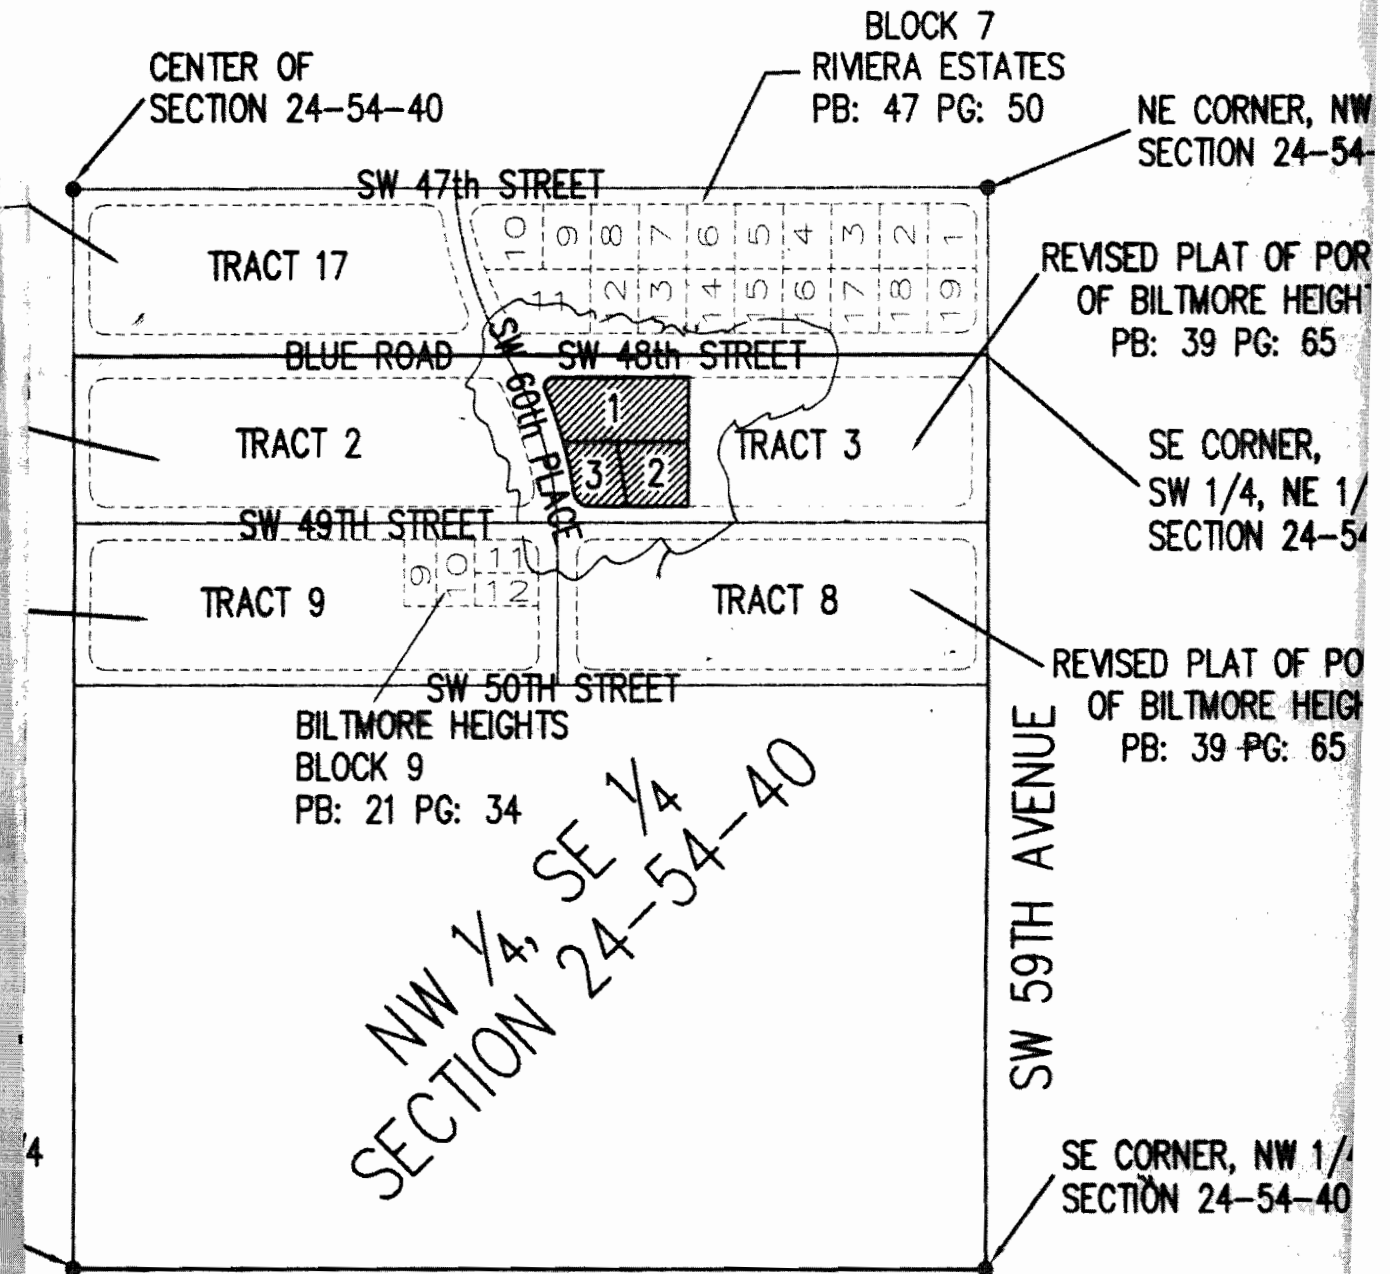 BLOCK 7
RIVIERA ESTATES
PB: 47 PG: 50
CENTER OF
SECTION 24-54-40
NE CORNER, NW
SECTION 24-54-
SW 47th STREET
TRACT 17
10 9 8 7 6 5 4 3 2 1
11 12 13 14 15 16 17 18 19
REVISED PLAT OF POR
OF BILTMORE HEIGHT
PB: 39 PG: 65
BLUE ROAD
SW 48th STREET
SW 60th PLACE
TRACT 2
1
3 2
TRACT 3
SE CORNER,
SW 1/4, NE 1/
SECTION 24-54
SW 49TH STREET
9 10 11
12
TRACT 9
TRACT 8
REVISED PLAT OF PO
OF BILTMORE HEIGH
PB: 39 PG: 65
SW 50TH STREET
BILTMORE HEIGHTS
BLOCK 9
PB: 21 PG: 34
NW 1/4, SE 1/4
SECTION 24-54-40
SW 59TH AVENUE
/4
SE CORNER, NW 1/4
SECTION 24-54-40